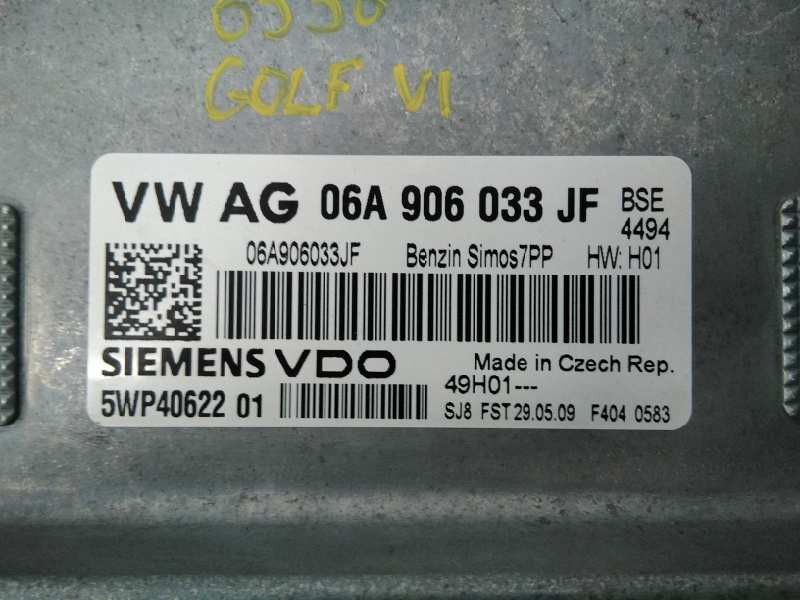 GOLF VI
VW AG 06A 906 033 JF BSE
4494
06A906033JF Benzin Simos7PP HW: H01
SIEMENS VDO Made in Czech Rep.
5WP40622 01 49H01---
SJ8 FST 29.05.09 F404 0583